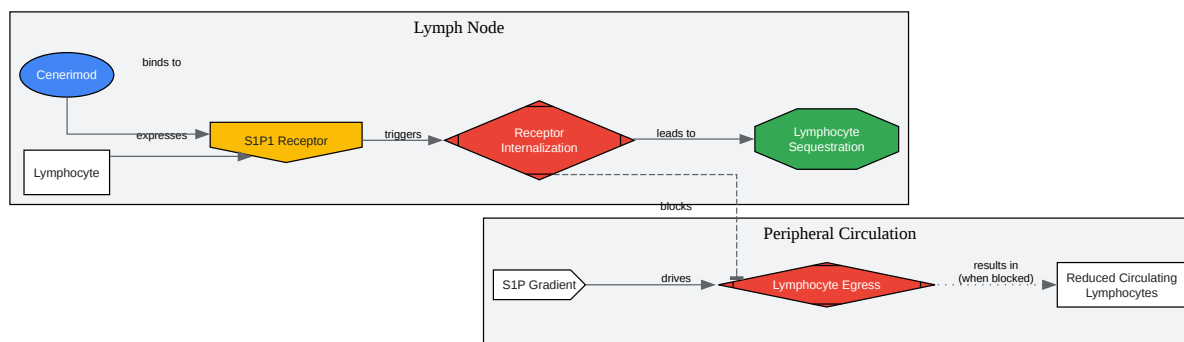 Lymph Node
binds to
Cenerimod
expresses
S1P1 Receptor
triggers
Receptor
Internalization
leads to
Lymphocyte
Sequestration
Lymphocyte
blocks
Peripheral Circulation
S1P Gradient
drives
Lymphocyte Egress
results in
(when blocked)
Reduced Circulating
Lymphocytes